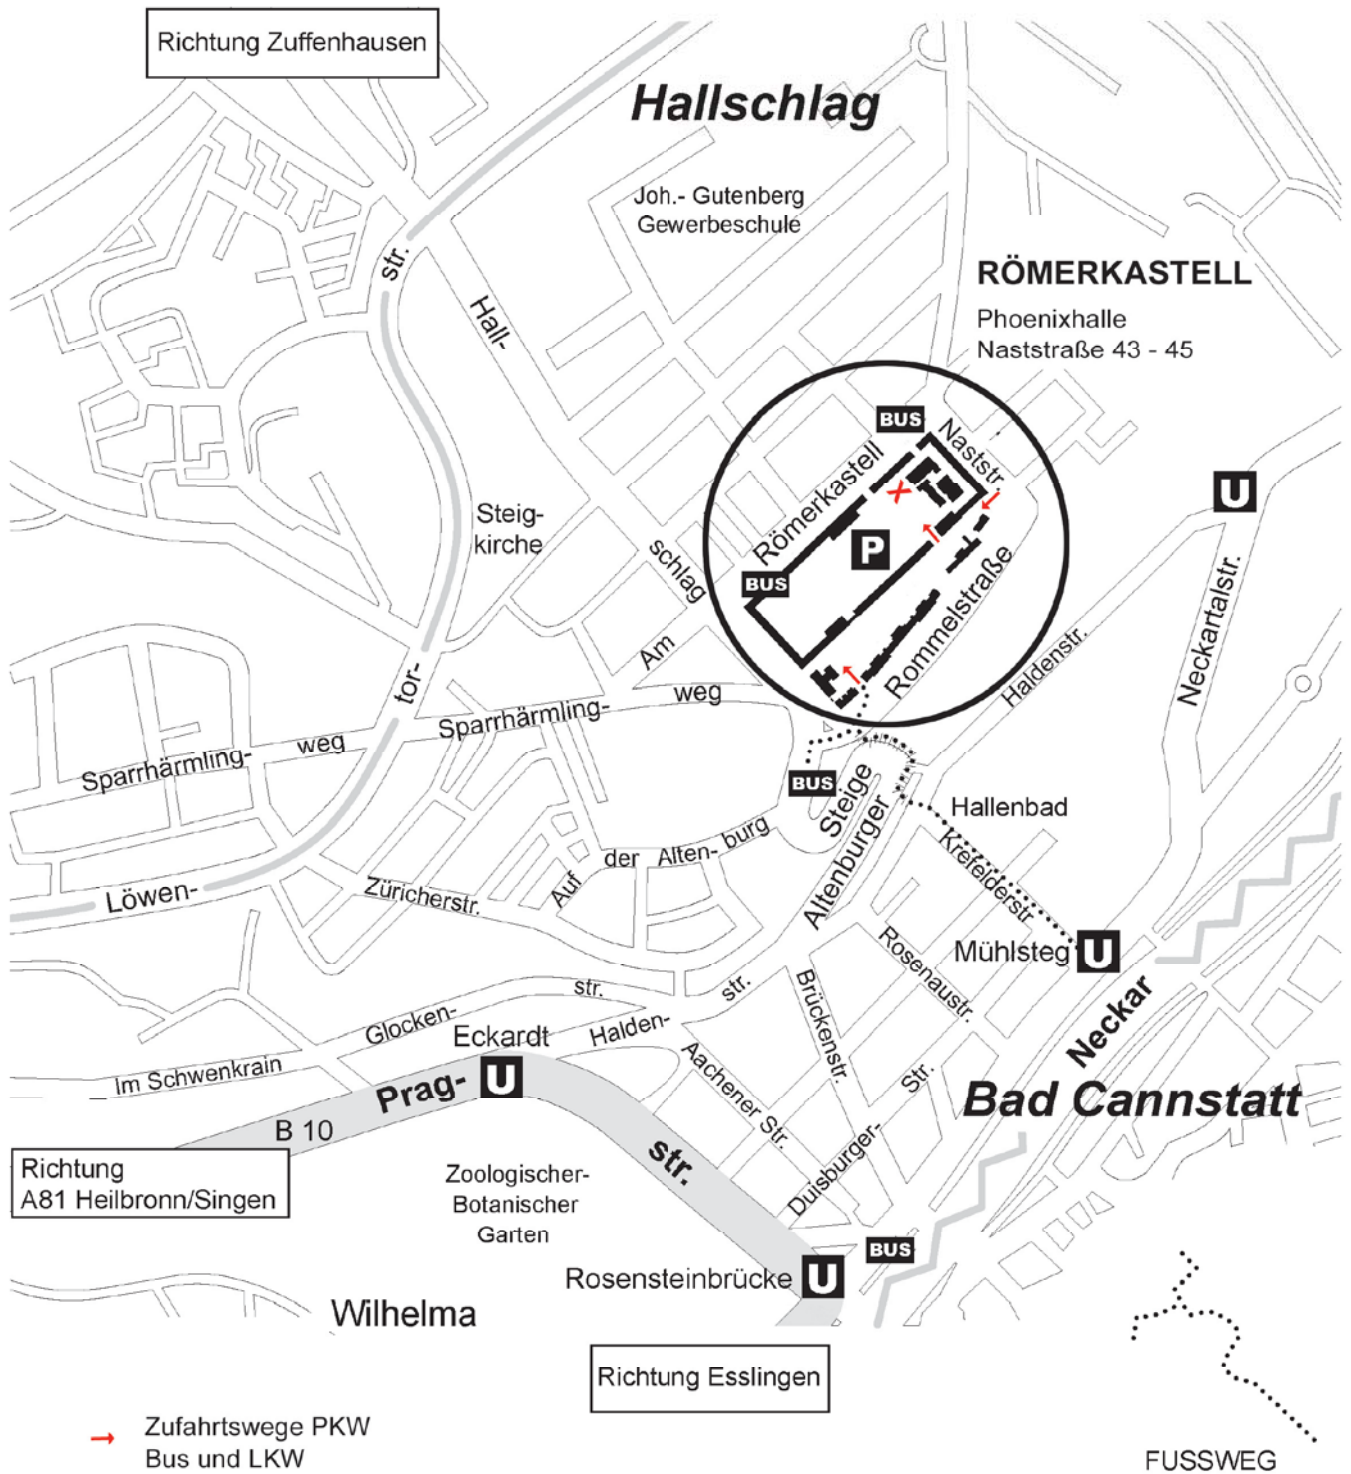 Richtung Zuffenhausen
Hallschlag
Joh.- Gutenberg
Gewerbeschule
str.
Hall-
RÖMERKASTELL
Phoenixhalle
Naststraße 43 - 45
BUS
Naststr.
Römerkastell
U
P
Steig-
kirche
schlag
BUS
Rommelstraße
Neckartalstr.
Am
Haldenstr.
tor-
weg
Sparrhärmling-
weg
Sparrhärmling-
BUS
Steige
Altenburger
Hallenbad
Krefelderstr
burg
der Alten-
Auf
Züricherstr.
Löwen-
Mühlsteg U
Rosenaustr.
str.
str.
Brückenstr.
Neckar
Glocken-
Halden-
Eckardt
U
Im Schwenkrain
Prag-
Aachener Str.
Str.
Bad Cannstatt
B 10
str.
Duisburger-
Richtung
A81 Heilbronn/Singen
Zoologischer-
Botanischer
Garten
BUS
Rosensteinbrücke U
Wilhelma
Richtung Esslingen
Zufahrtswege PKW
Bus und LKW
FUSSWEG